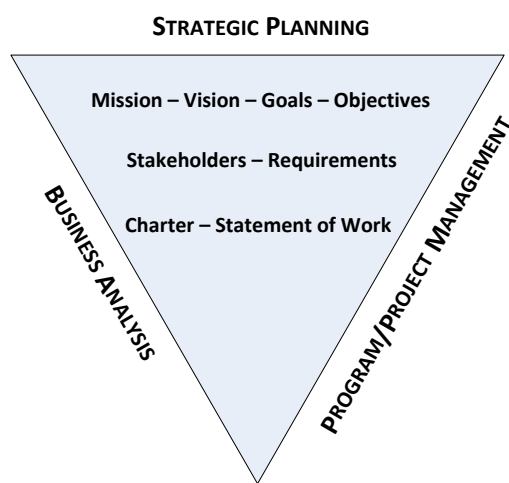 STRATEGIC PLANNING
Mission – Vision – Goals – Objectives
Stakeholders – Requirements
Charter – Statement of Work
BUSINESS ANALYSIS
PROGRAM/PROJECT MANAGEMENT